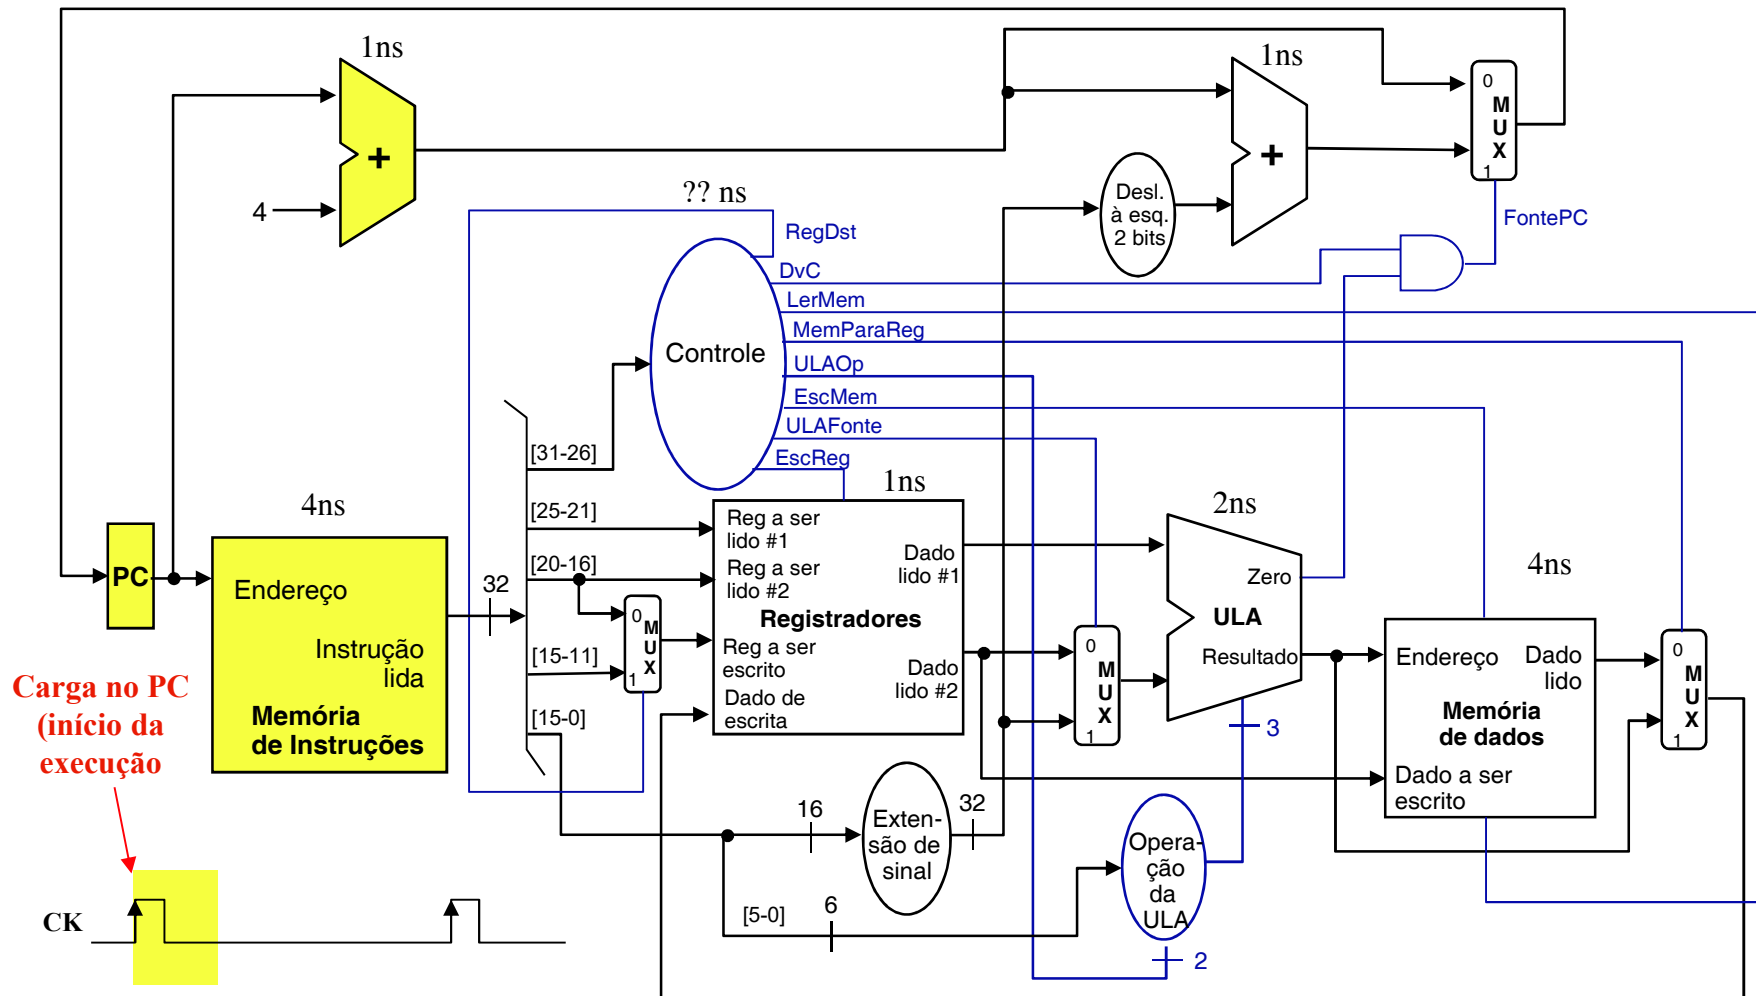 1ns
1ns
0
M
U
X
1
+
+
4
Desl.
à esq.
2 bits
FontePC
?? ns
RegDst
DvC
LerMem
MemParaReg
ULAOp
EscMem
ULAFonte
EscReg
Controle
[31-26]
[25-21]
[20-16]
[15-11]
[15-0]
4ns
PC
Endereço
Instrução
lida
Memória
de Instruções
32
0
M
U
X
1
1ns
Reg a ser
lido #1
Reg a ser
lido #2
Registradores
Reg a ser
escrito
Dado de
escrita
Dado
lido #1
Dado
lido #2
0
M
U
X
1
2ns
Zero
ULA
Resultado
3
4ns
Endereço
Dado
lido
Memória
de dados
Dado a ser
escrito
0
M
U
X
1
Carga no PC
(início da
execução
CK
16
Exten-
são de
sinal
32
[5-0]
6
Opera-
ção
da
ULA
2